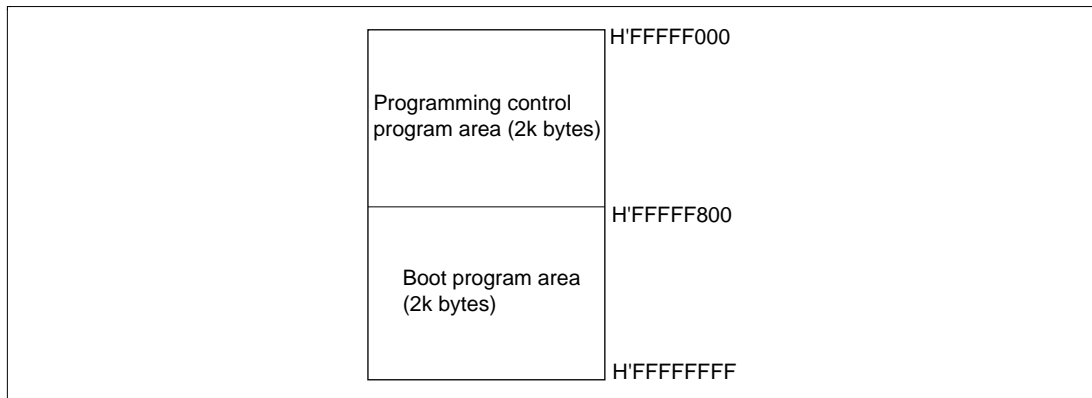 H'FFFFF000
Programming control
program area (2k bytes)
H'FFFFF800
Boot program area
(2k bytes)
H'FFFFFFFF